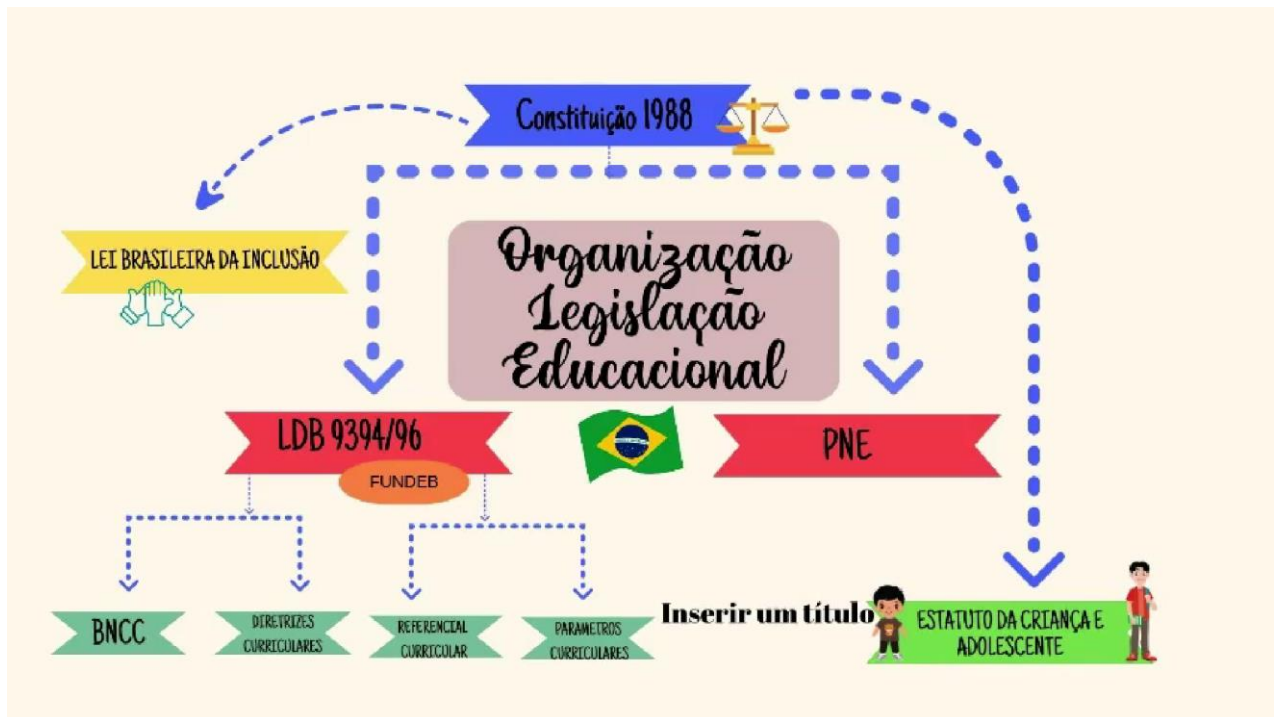 Constituição 1988
LEI BRASILEIRA DA INCLUSÃO
Organização
Legislação
Educacional
LDB 9394/96
FUNDEB
PNE
BNCC
DIRETRIZES
CURRICULARES
REFERENCIAL
CURRICULAR
PARAMETROS
CURRICULARES
Inserir um título
ESTATUTO DA CRIANÇA E
ADOLESCENTE